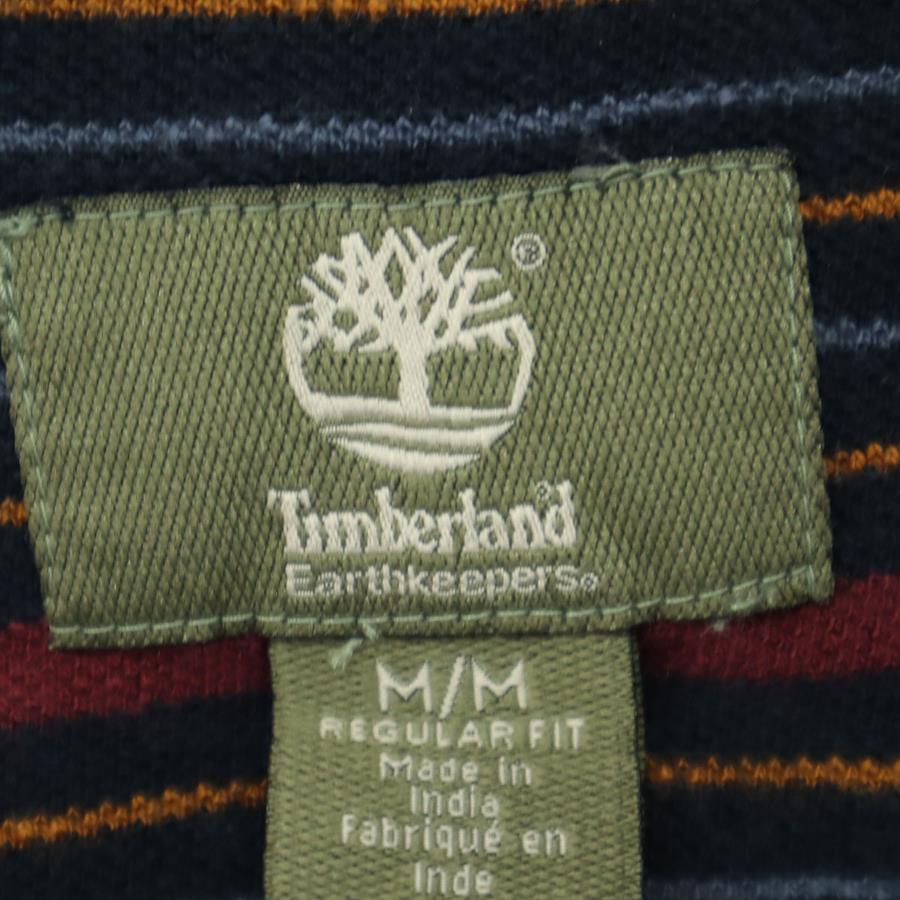 ®
Timberland®
Earthkeepers®
M/M
REGULAR FIT
Made in
India
Fabriqué en
Inde